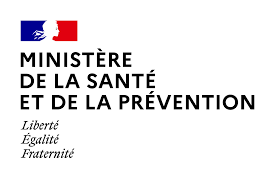 MINISTÈRE
DE LA SANTÉ
ET DE LA PRÉVENTION
Liberté
Égalité
Fraternité